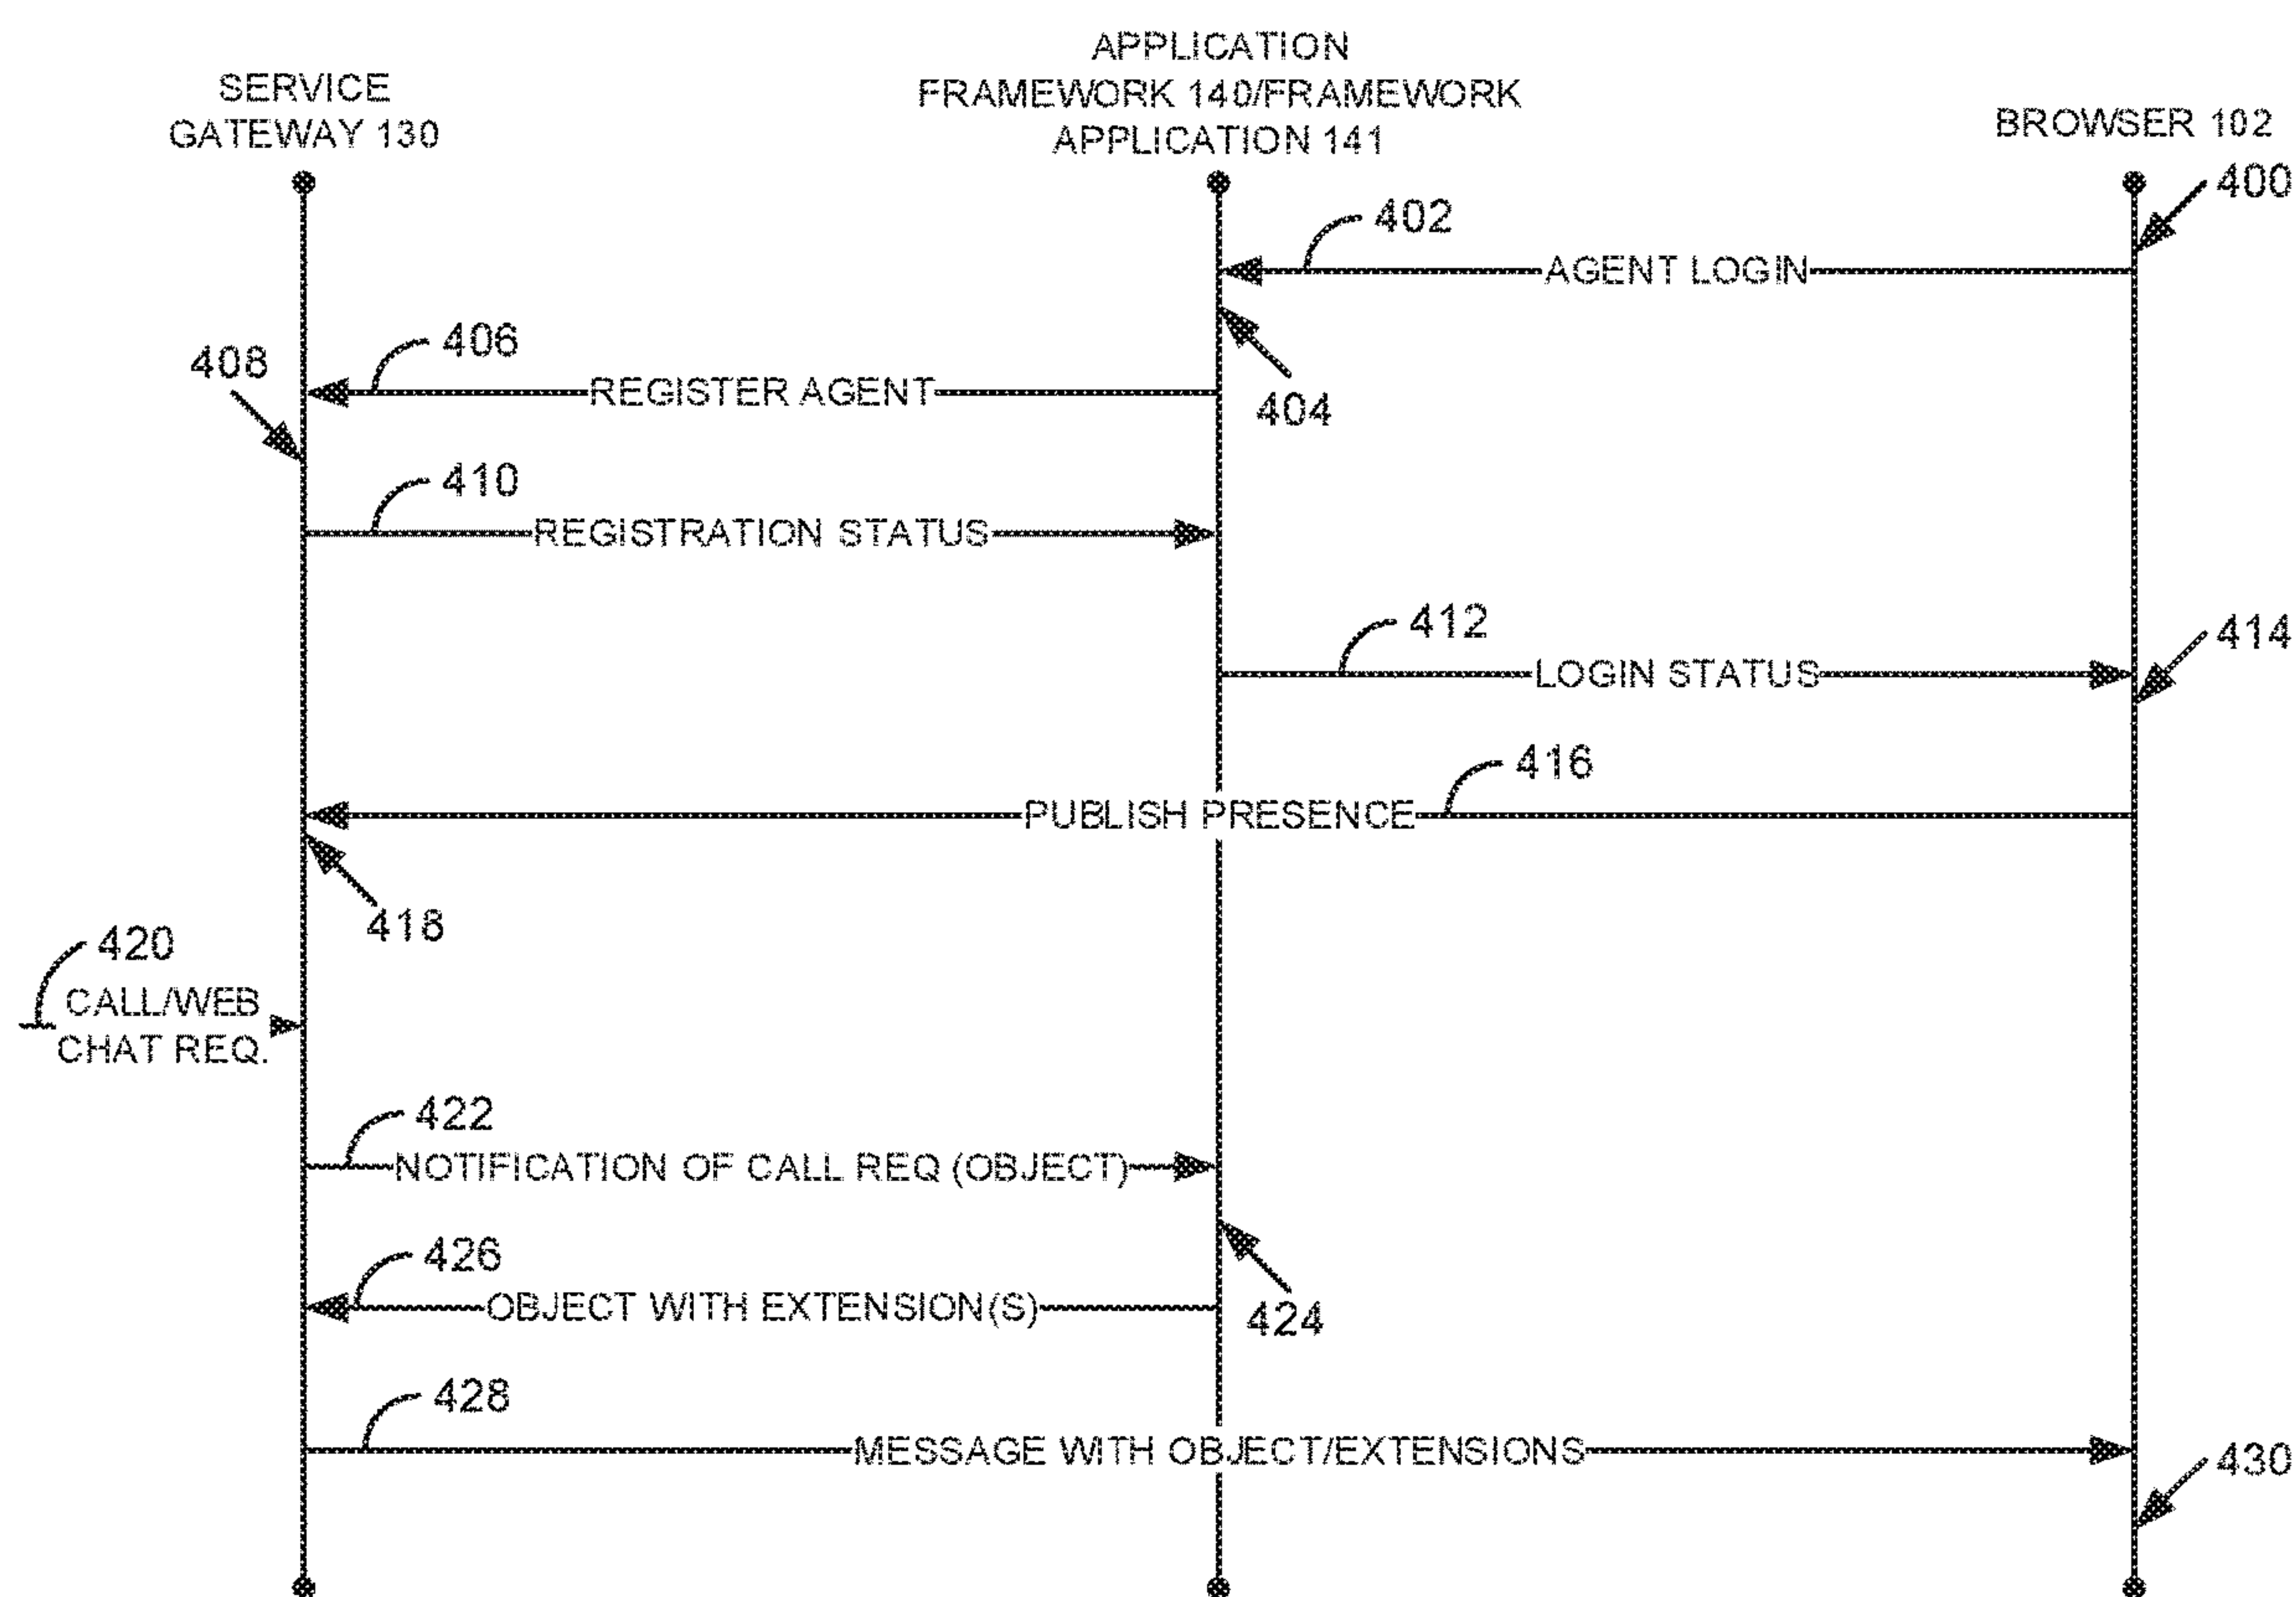 APPLICATION
FRAMEWORK 140/FRAMEWORK
APPLICATION 141
SERVICE
GATEWAY 130
BROWSER 102
400
402
AGENT LOGIN
404
406
REGISTER AGENT
408
410
REGISTRATION STATUS
412
LOGIN STATUS
414
416
PUBLISH PRESENCE
418
420
CALL/WEB
CHAT REQ.
422
NOTIFICATION OF CALL REQ (OBJECT)
424
426
OBJECT WITH EXTENSION(S)
428
MESSAGE WITH OBJECT/EXTENSIONS
430